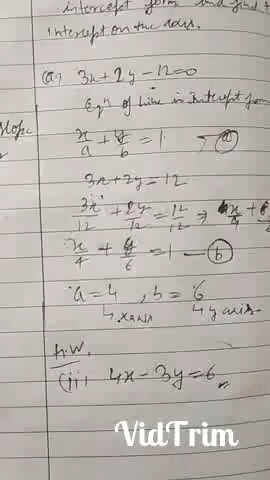 intercept form and find
Intercept on the axis.
(a) 3x+2y-12=0
Eqn of Line in Intercept form
slope
x/a + y/b = 1 → (a)
3x+2y=12
3x/12 + 2y/12 = 12/12 ⇒ x/4 +
x/4 + y/6 = 1 — (b)
a=4, b=6
↳ x axis ↳ y axis
H.W.
(ii) 4x-3y=6
VidTrim